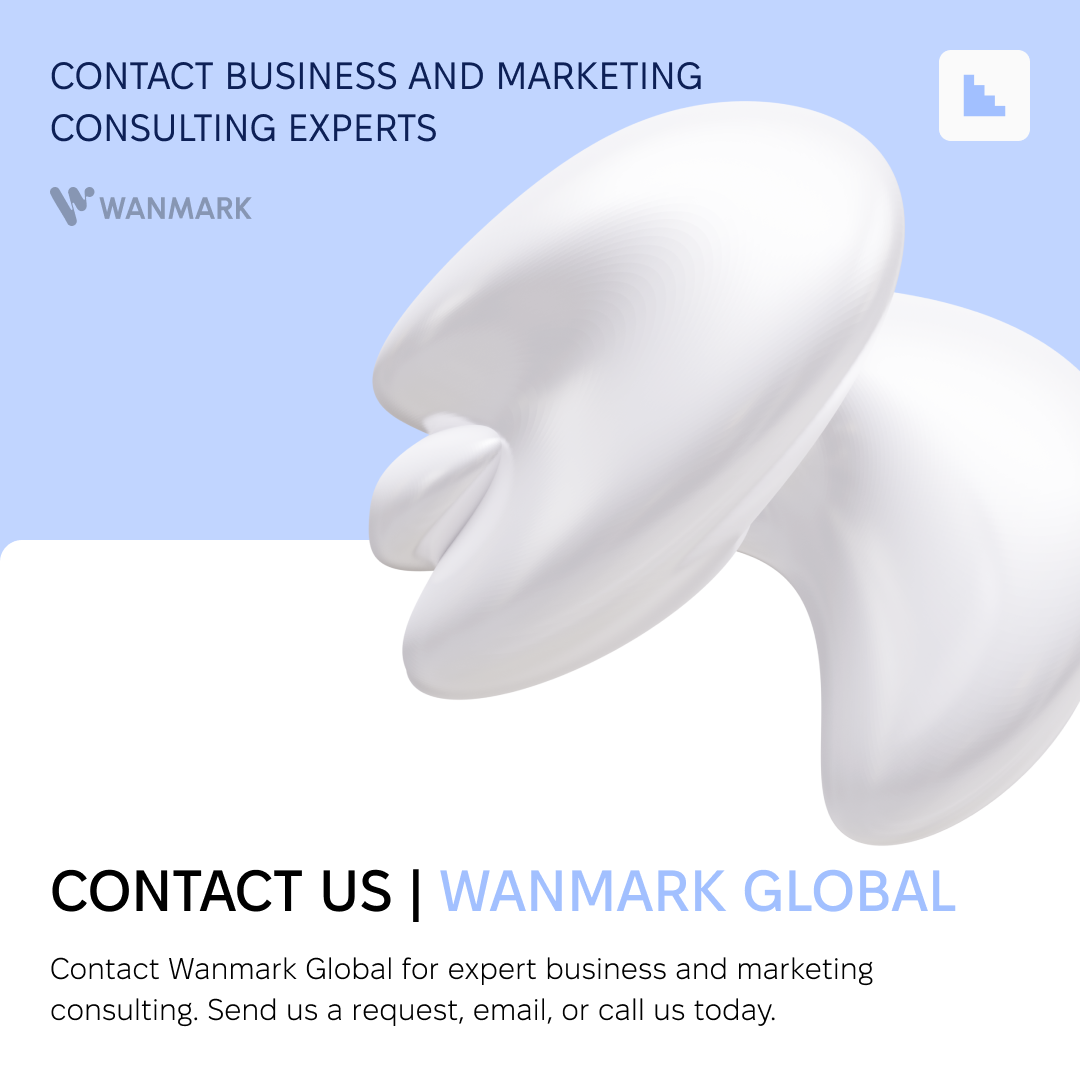 CONTACT BUSINESS AND MARKETING
CONSULTING EXPERTS
WANMARK
CONTACT US | WANMARK GLOBAL
Contact Wanmark Global for expert business and marketing
consulting. Send us a request, email, or call us today.